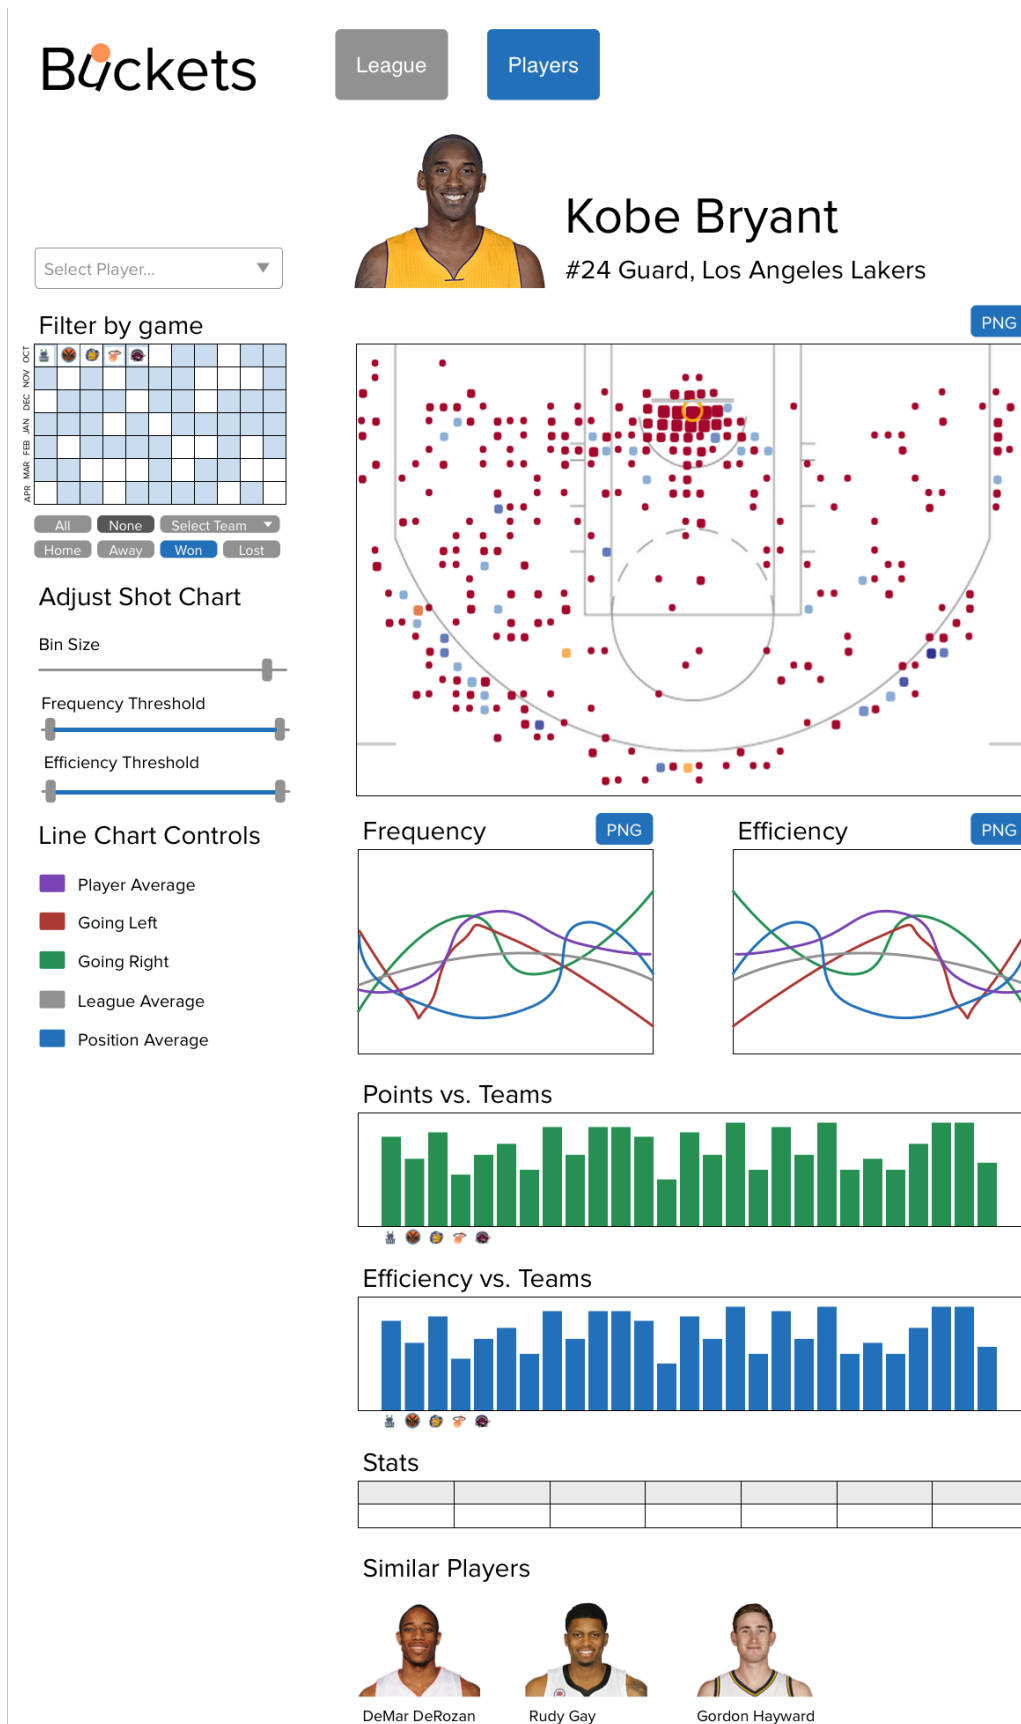 Buckets
League
Players
Kobe Bryant
#24 Guard, Los Angeles Lakers
Select Player...
Filter by game
PNG
OCT
NOV
DEC
JAN
FEB
MAR
APR
All
None
Select Team
Home
Away
Won
Lost
Adjust Shot Chart
Bin Size
Frequency Threshold
Efficiency Threshold
Line Chart Controls
Player Average
Going Left
Going Right
League Average
Position Average
Frequency
PNG
Efficiency
PNG
Points vs. Teams
Efficiency vs. Teams
Stats
Similar Players
DeMar DeRozan
Rudy Gay
Gordon Hayward